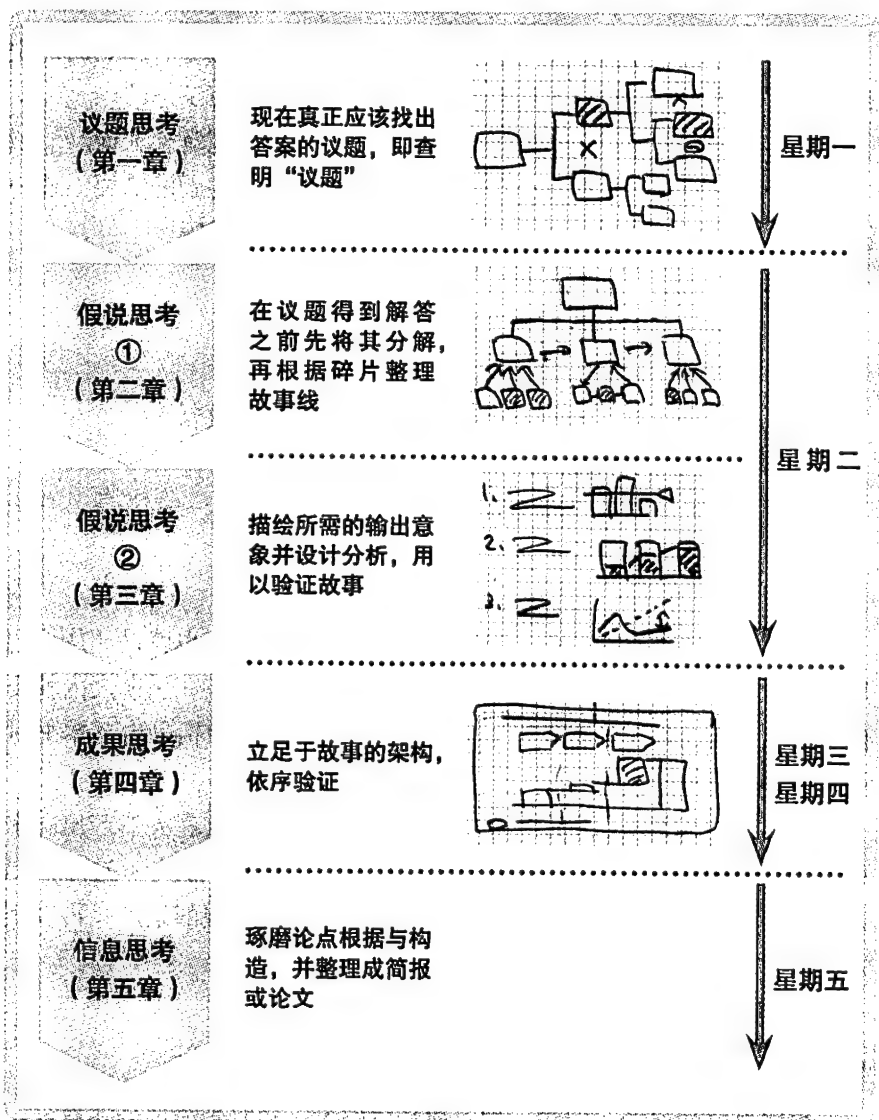 议题思考
（第一章）
现在真正应该找出
答案的议题，即查
明“议题”
星期一
假说思考
①
（第二章）
在议题得到解答
之前先将其分解，
再根据碎片整理
故事线
星期二
假说思考
②
（第三章）
描绘所需的输出意
象并设计分析，用
以验证故事
1.
2.
3.
成果思考
（第四章）
立足于故事的架构，
依序验证
星期三
星期四
信息思考
（第五章）
琢磨论点根据与构
造，并整理成简报
或论文
星期五